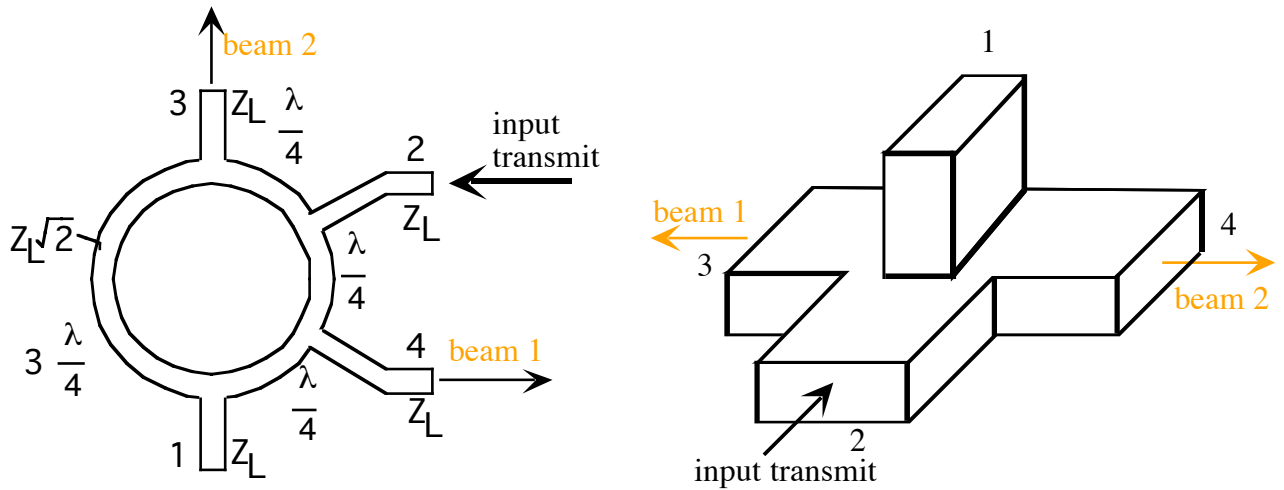 beam 2
3
Z_L
λ
4
2
input
transmit
Z_L
Z_L√2
λ
4
3
λ
4
4
beam 1
λ
4
Z_L
1
Z_L
1
beam 1
3
4
beam 2
2
input transmit